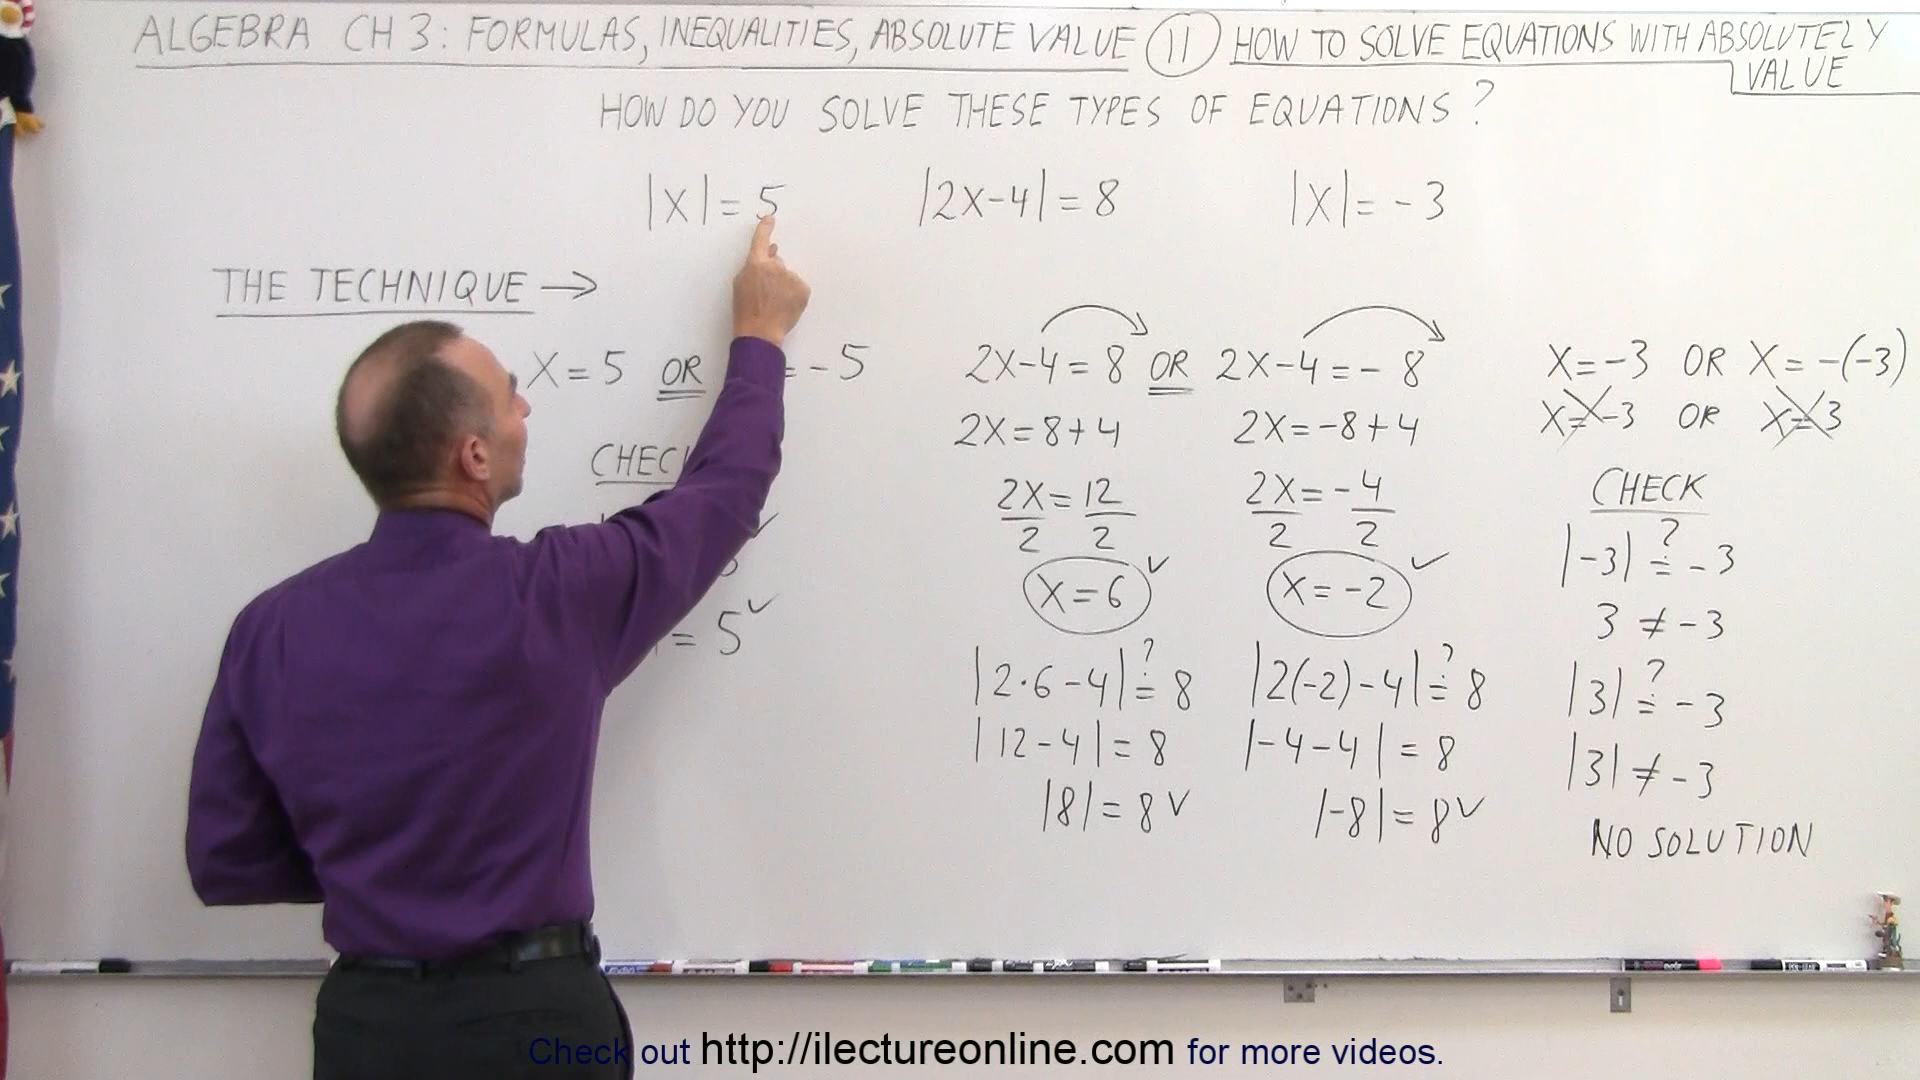 ALGEBRA CH 3: FORMULAS, INEQUALITIES, ABSOLUTE VALUE 11 HOW TO SOLVE EQUATIONS WITH ABSOLUTELY
VALUE
HOW DO YOU SOLVE THESE TYPES OF EQUATIONS?
|X| = 5
|2X-4| = 8
|X| = -3
THE TECHNIQUE →
X = 5 OR = -5
= 5 ✓
2X-4 = 8 OR 2X-4 = -8
2X = 8+4
2X = 12
2 2
X = 6 ✓
|2·6-4| ?= 8
|12-4| = 8
|8| = 8 ✓
2X = -8+4
2X = -4
2 2
X = -2 ✓
|2(-2)-4| ?= 8
|-4-4| = 8
|-8| = 8 ✓
X = -3 OR X = -(-3)
X = -3 OR X = 3
CHECK
|-3| ?= -3
3 ≠ -3
|3| ?= -3
|3| ≠ -3
NO SOLUTION
Check out http://ilectureonline.com for more videos.